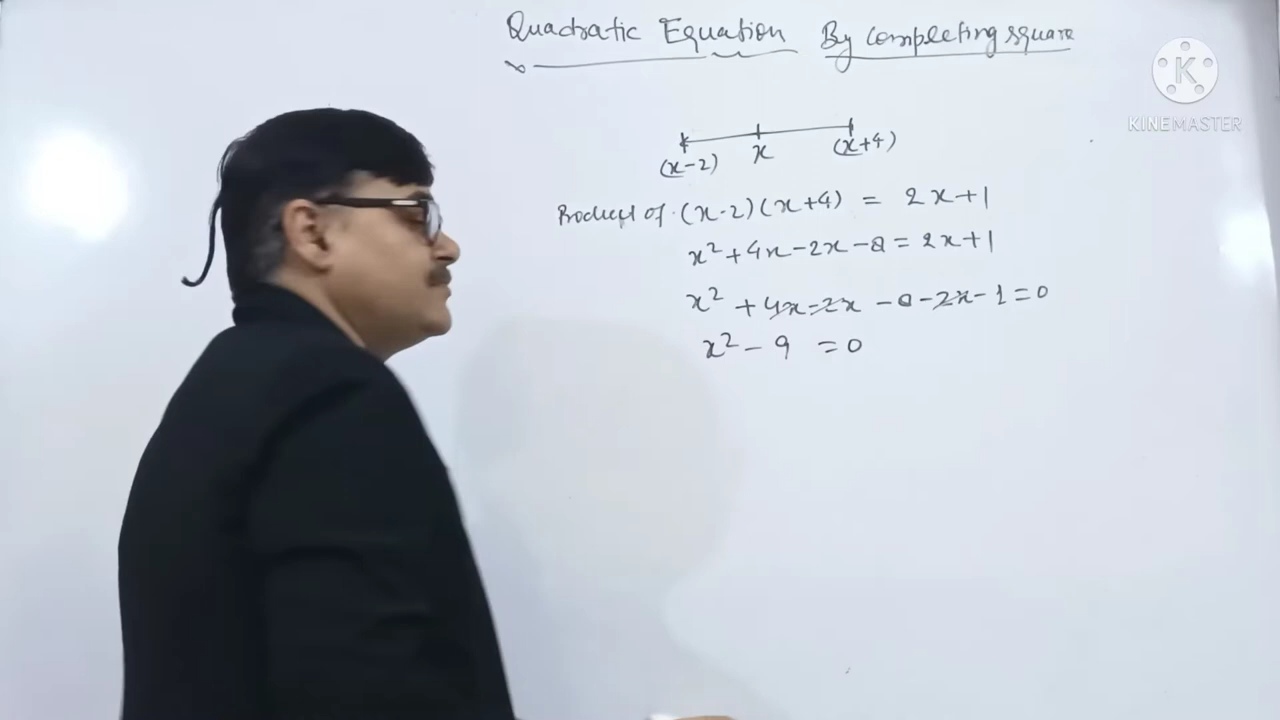 Quadratic Equation By completing square
KINEMASTER
(x-2) x (x+4)
Product of (x-2)(x+4) = 2x+1
x²+4x-2x-8 = 2x+1
x² + 4x-2x -8-2x-1=0
x² - 9 = 0